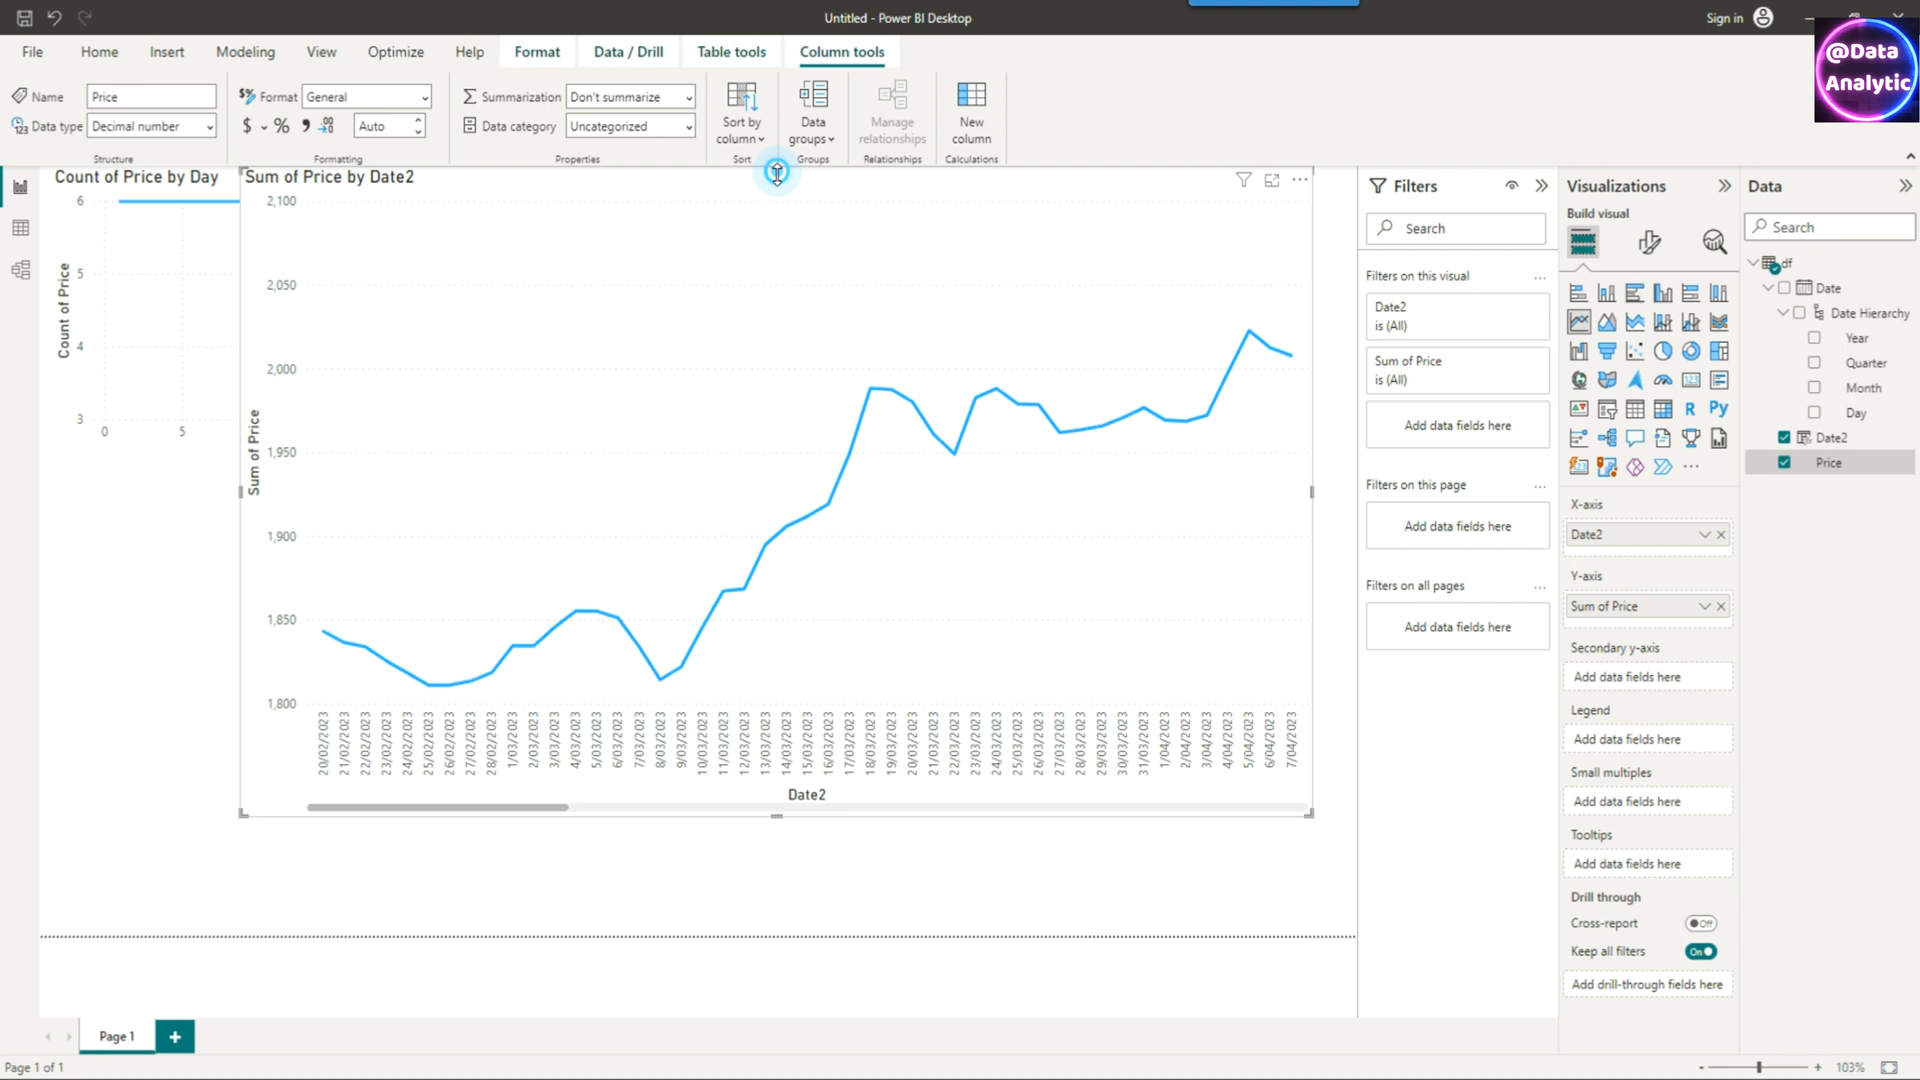 Untitled - Power BI Desktop
Sign in
@Data
Analytic
File Home Insert Modeling View Optimize Help Format Data / Drill Table tools Column tools
Name Price
Data type Decimal number
Structure
Format General
$ % Auto
Formatting
Summarization Don't summarize
Data category Uncategorized
Properties
Sort by
column
Sort
Data
groups
Groups
Manage
relationships
Relationships
New
column
Calculations
Count of Price by Day
Count of Price
6
5
4
3
0 5
Sum of Price by Date2
Sum of Price
2,100
2,050
2,000
1,950
1,900
1,850
1,800
20/02/2023
21/02/2023
22/02/2023
23/02/2023
24/02/2023
25/02/2023
26/02/2023
27/02/2023
28/02/2023
1/03/2023
2/03/2023
3/03/2023
4/03/2023
5/03/2023
6/03/2023
7/03/2023
8/03/2023
9/03/2023
10/03/2023
11/03/2023
12/03/2023
13/03/2023
14/03/2023
15/03/2023
16/03/2023
17/03/2023
18/03/2023
19/03/2023
20/03/2023
21/03/2023
22/03/2023
23/03/2023
24/03/2023
25/03/2023
26/03/2023
27/03/2023
28/03/2023
29/03/2023
30/03/2023
31/03/2023
1/04/2023
2/04/2023
3/04/2023
4/04/2023
5/04/2023
6/04/2023
7/04/2023
Date2
Filters
Search
Filters on this visual
Date2
is (All)
Sum of Price
is (All)
Add data fields here
Filters on this page
Add data fields here
Filters on all pages
Add data fields here
Visualizations
Build visual
R Py
X-axis
Date2
Y-axis
Sum of Price
Secondary y-axis
Add data fields here
Legend
Add data fields here
Small multiples
Add data fields here
Tooltips
Add data fields here
Drill through
Cross-report Off
Keep all filters On
Add drill-through fields here
Data
Search
df
Date
Date Hierarchy
Year
Quarter
Month
Day
Date2
Price
Page 1
Page 1 of 1
103%